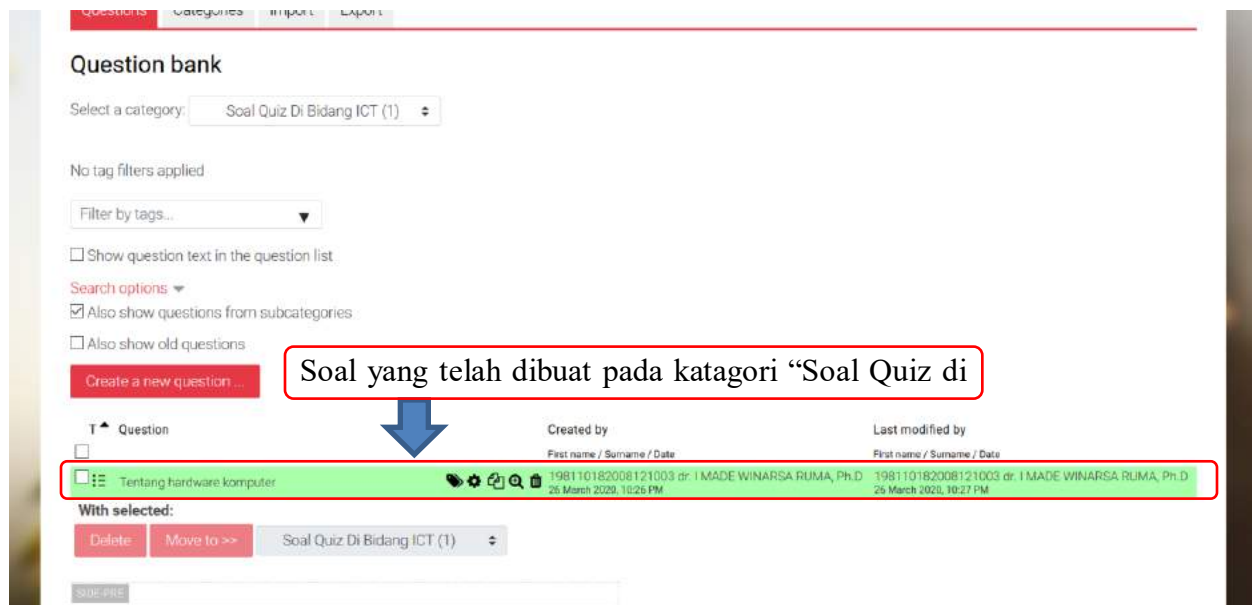 Questions Categories Import Export
Question bank
Select a category: Soal Quiz Di Bidang ICT (1)
No tag filters applied
Filter by tags...
Show question text in the question list
Search options
Also show questions from subcategories
Also show old questions
Create a new question ...
Soal yang telah dibuat pada katagori “Soal Quiz di
T Question Created by Last modified by
First name / Surname / Date First name / Surname / Date
Tentang hardware komputer 198110182008121003 dr. I MADE WINARSA RUMA, Ph.D 198110182008121003 dr. I MADE WINARSA RUMA, Ph.D
26 March 2020, 10:26 PM 26 March 2020, 10:27 PM
With selected:
Delete Move to >> Soal Quiz Di Bidang ICT (1)
SIDE-PRE